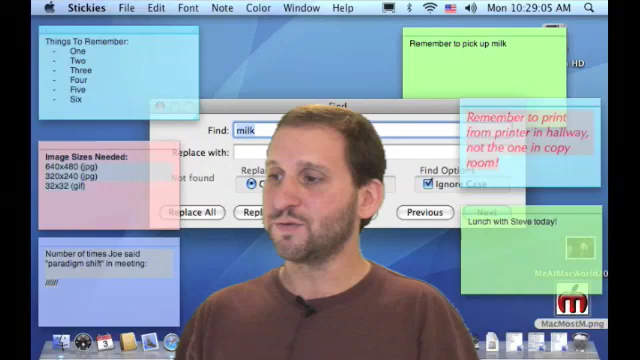 Stickies File Edit Font Note Color Window Help Mon 10:29:05 AM
Things To Remember:
- One
- Two
- Three
- Four
- Five
- Six
Remember to pick up milk
HD
Find
Find: milk
Replace with:
Not found
Find Options
Ignore Case
Replace All
Previous
Next
Remember to print
from printer in hallway,
not the one in copy
room!
Image Sizes Needed:
640x480 (jpg)
320x240 (jpg)
32x32 (gif)
Number of times Joe said
"paradigm shift" in meeting:
Lunch with Steve today!
MacMostM.png